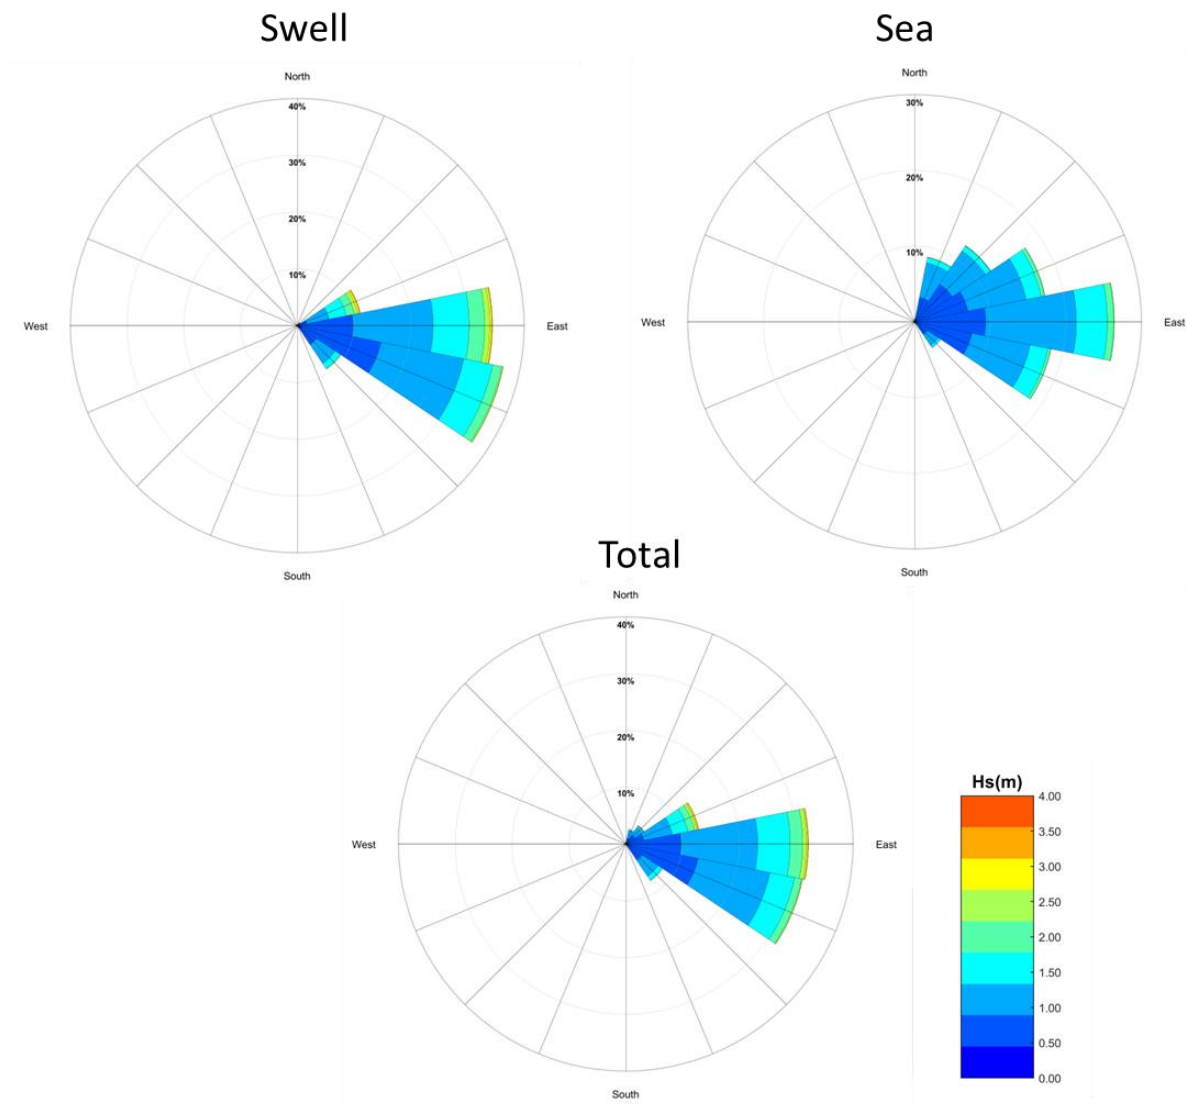 Swell
Sea
North
North
40%
30%
30%
20%
20%
10%
10%
West
East
West
East
South
South
Total
North
40%
30%
20%
10%
West
East
South
Hs(m)
4.00
3.50
3.00
2.50
2.00
1.50
1.00
0.50
0.00